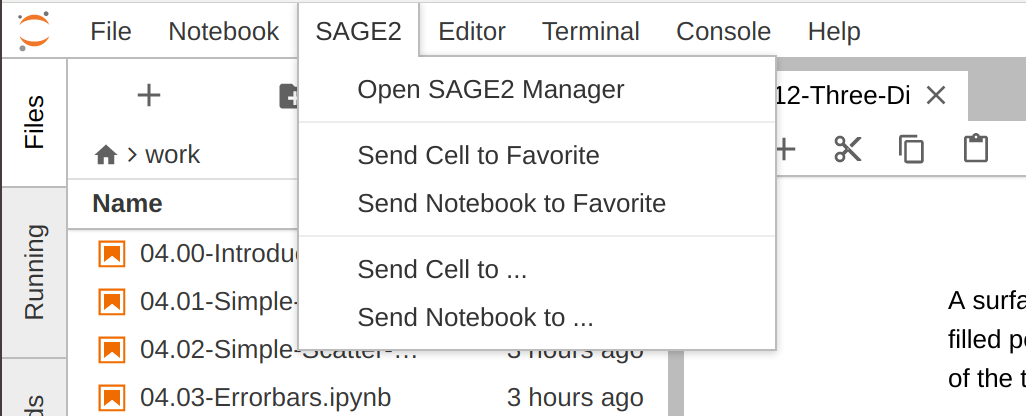 File Notebook SAGE2 Editor Terminal Console Help
Open SAGE2 Manager
Send Cell to Favorite
Send Notebook to Favorite
Send Cell to ...
Send Notebook to ...
Files
Running
work
Name
04.00-Introduc
04.01-Simple-
04.02-Simple-Scatter-… 3 hours ago
04.03-Errorbars.ipynb 3 hours ago
12-Three-Di
A surfa
filled p
of the t